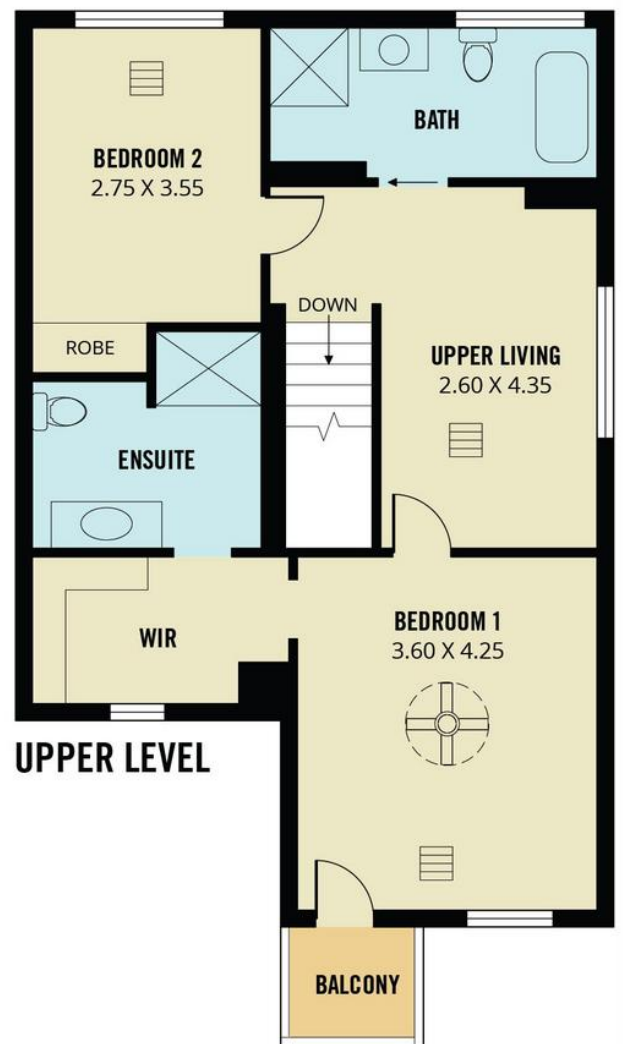 BATH
BEDROOM 2
2.75 X 3.55
DOWN
ROBE
UPPER LIVING
2.60 X 4.35
ENSUITE
WIR
BEDROOM 1
3.60 X 4.25
UPPER LEVEL
BALCONY